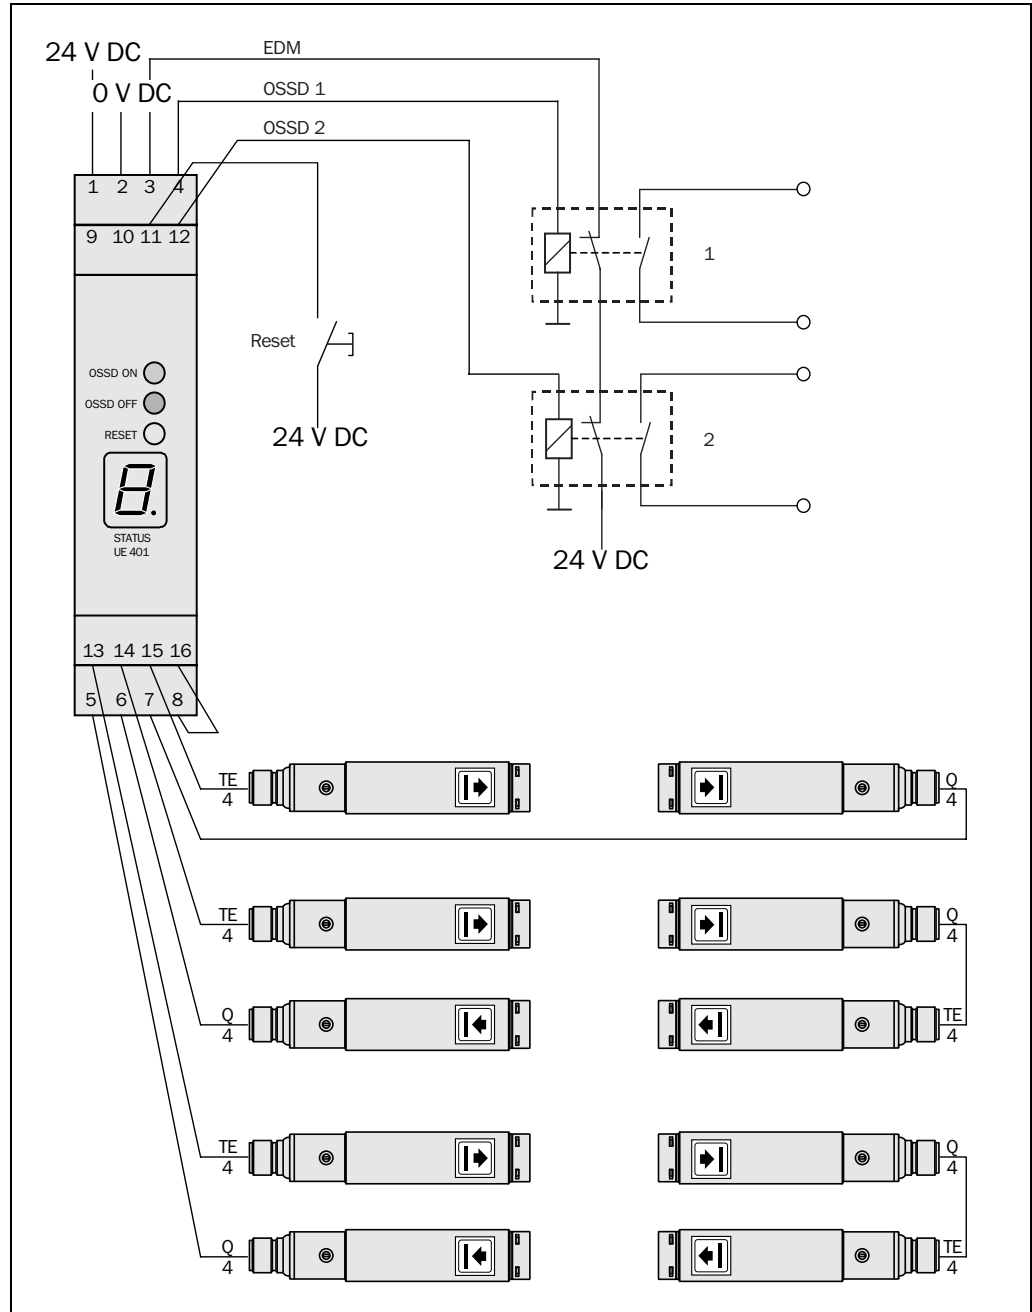 24 V DC
EDM
0 V DC
OSSD 1
OSSD 2
1 2 3 4
9 10 11 12
1
Reset
OSSD ON
OSSD OFF
RESET
24 V DC
2
8.
STATUS
UE 401
24 V DC
13 14 15 16
5 6 7 8
TE
4
Q
4
TE
4
Q
4
Q
4
TE
4
TE
4
Q
4
Q
4
TE
4